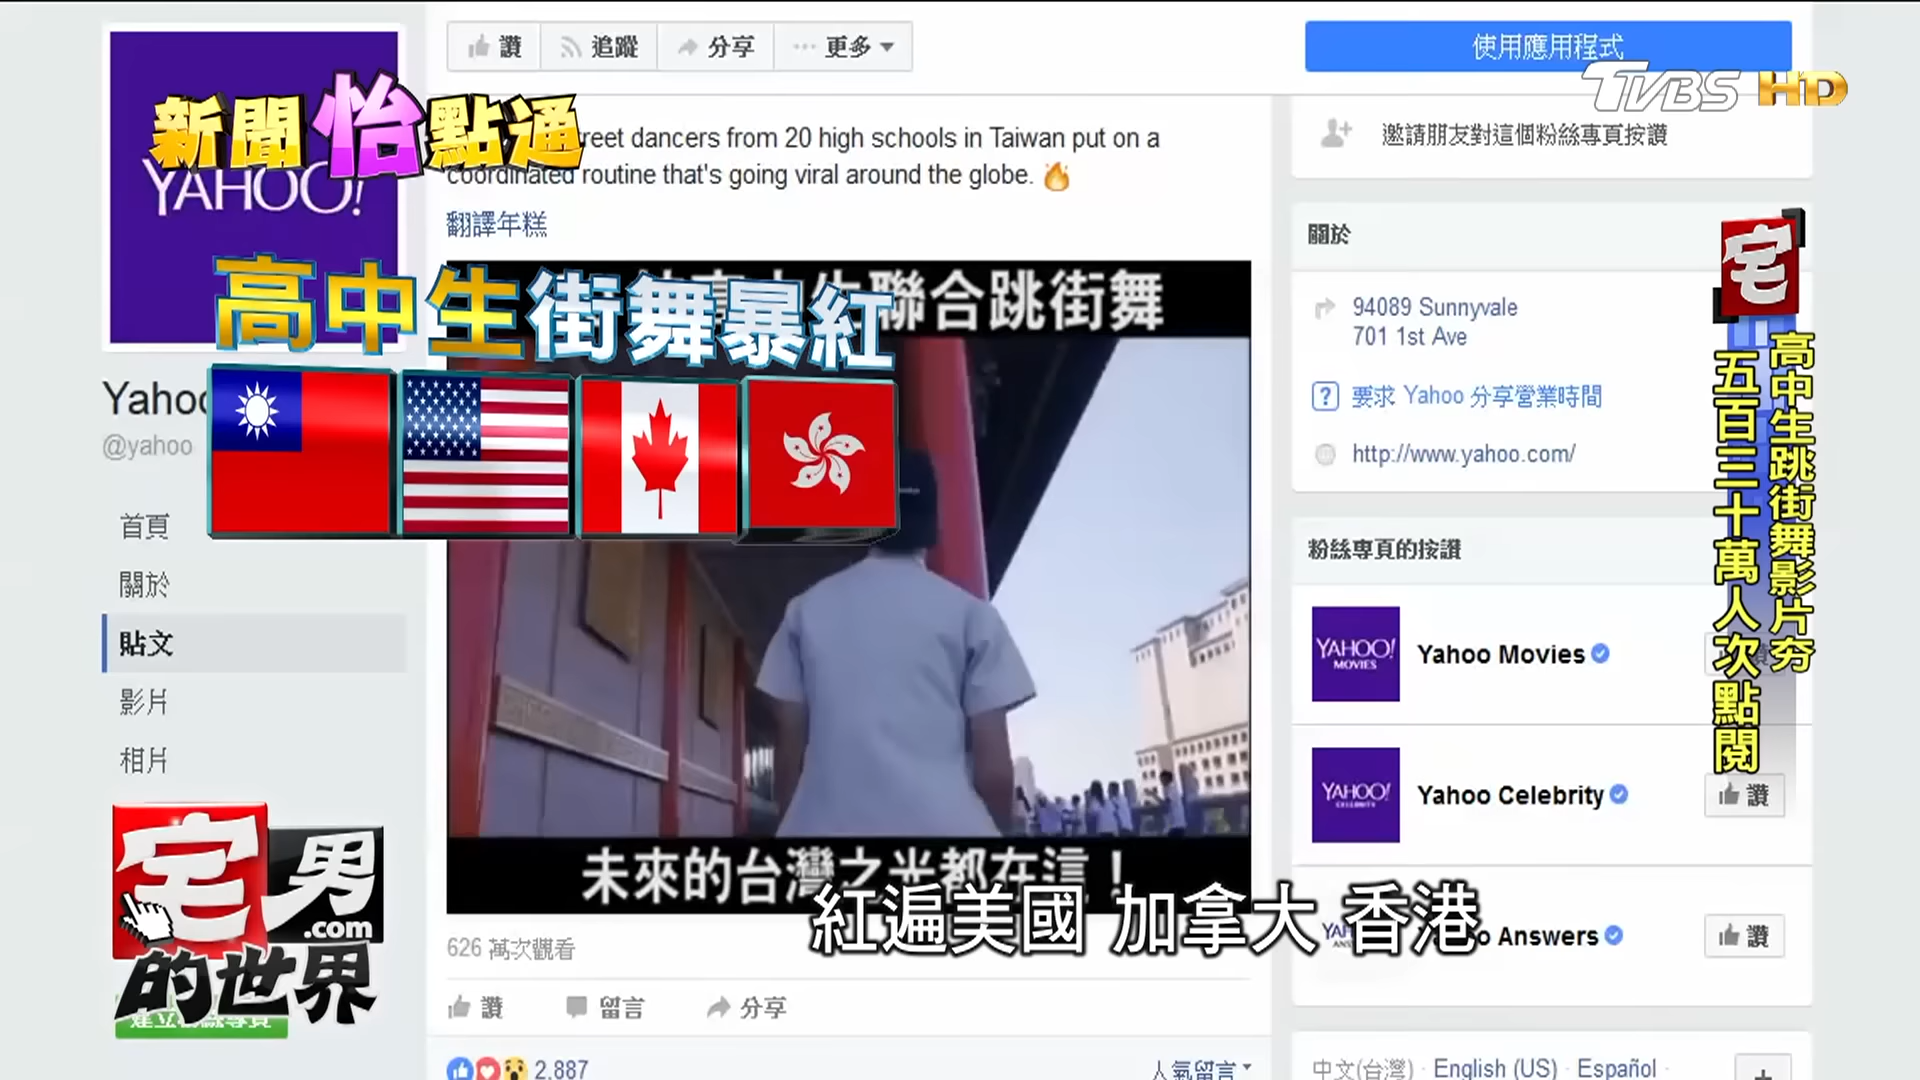 讚
追蹤
分享
更多
使用應用程式
TVBS HD
新聞怡點通
YAHOO!
reet dancers from 20 high schools in Taiwan put on a
coordinated routine that's going viral around the globe.
翻譯年糕
邀請朋友對這個粉絲專頁按讚
關於
94089 Sunnyvale
701 1st Ave
要求 Yahoo 分享營業時間
http://www.yahoo.com/
宅
高中生跳街舞影片夯
五百三十萬人次點閱
高中生街舞暴紅
聯合跳街舞
@yahoo
首頁
關於
貼文
影片
相片
粉絲專頁的按讚
YAHOO!
MOVIES
Yahoo Movies
YAHOO!
CELEBRITY
Yahoo Celebrity
讚
Answers
讚
宅男.com
的世界
未來的台灣之光都在這！
紅遍美國 加拿大 香港
626 萬次觀看
讚
留言
分享
2,887
人氣留言
中文(台灣) · English (US) · Español ·